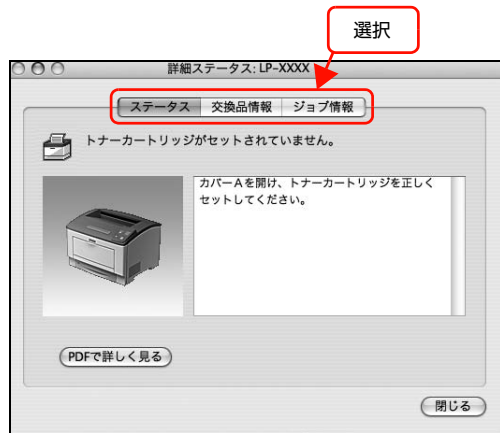 選択
詳細ステータス: LP-XXXX
ステータス 交換品情報 ジョブ情報
トナーカートリッジがセットされていません。
カバーAを開け、トナーカートリッジを正しく
セットしてください。
PDFで詳しく見る
閉じる